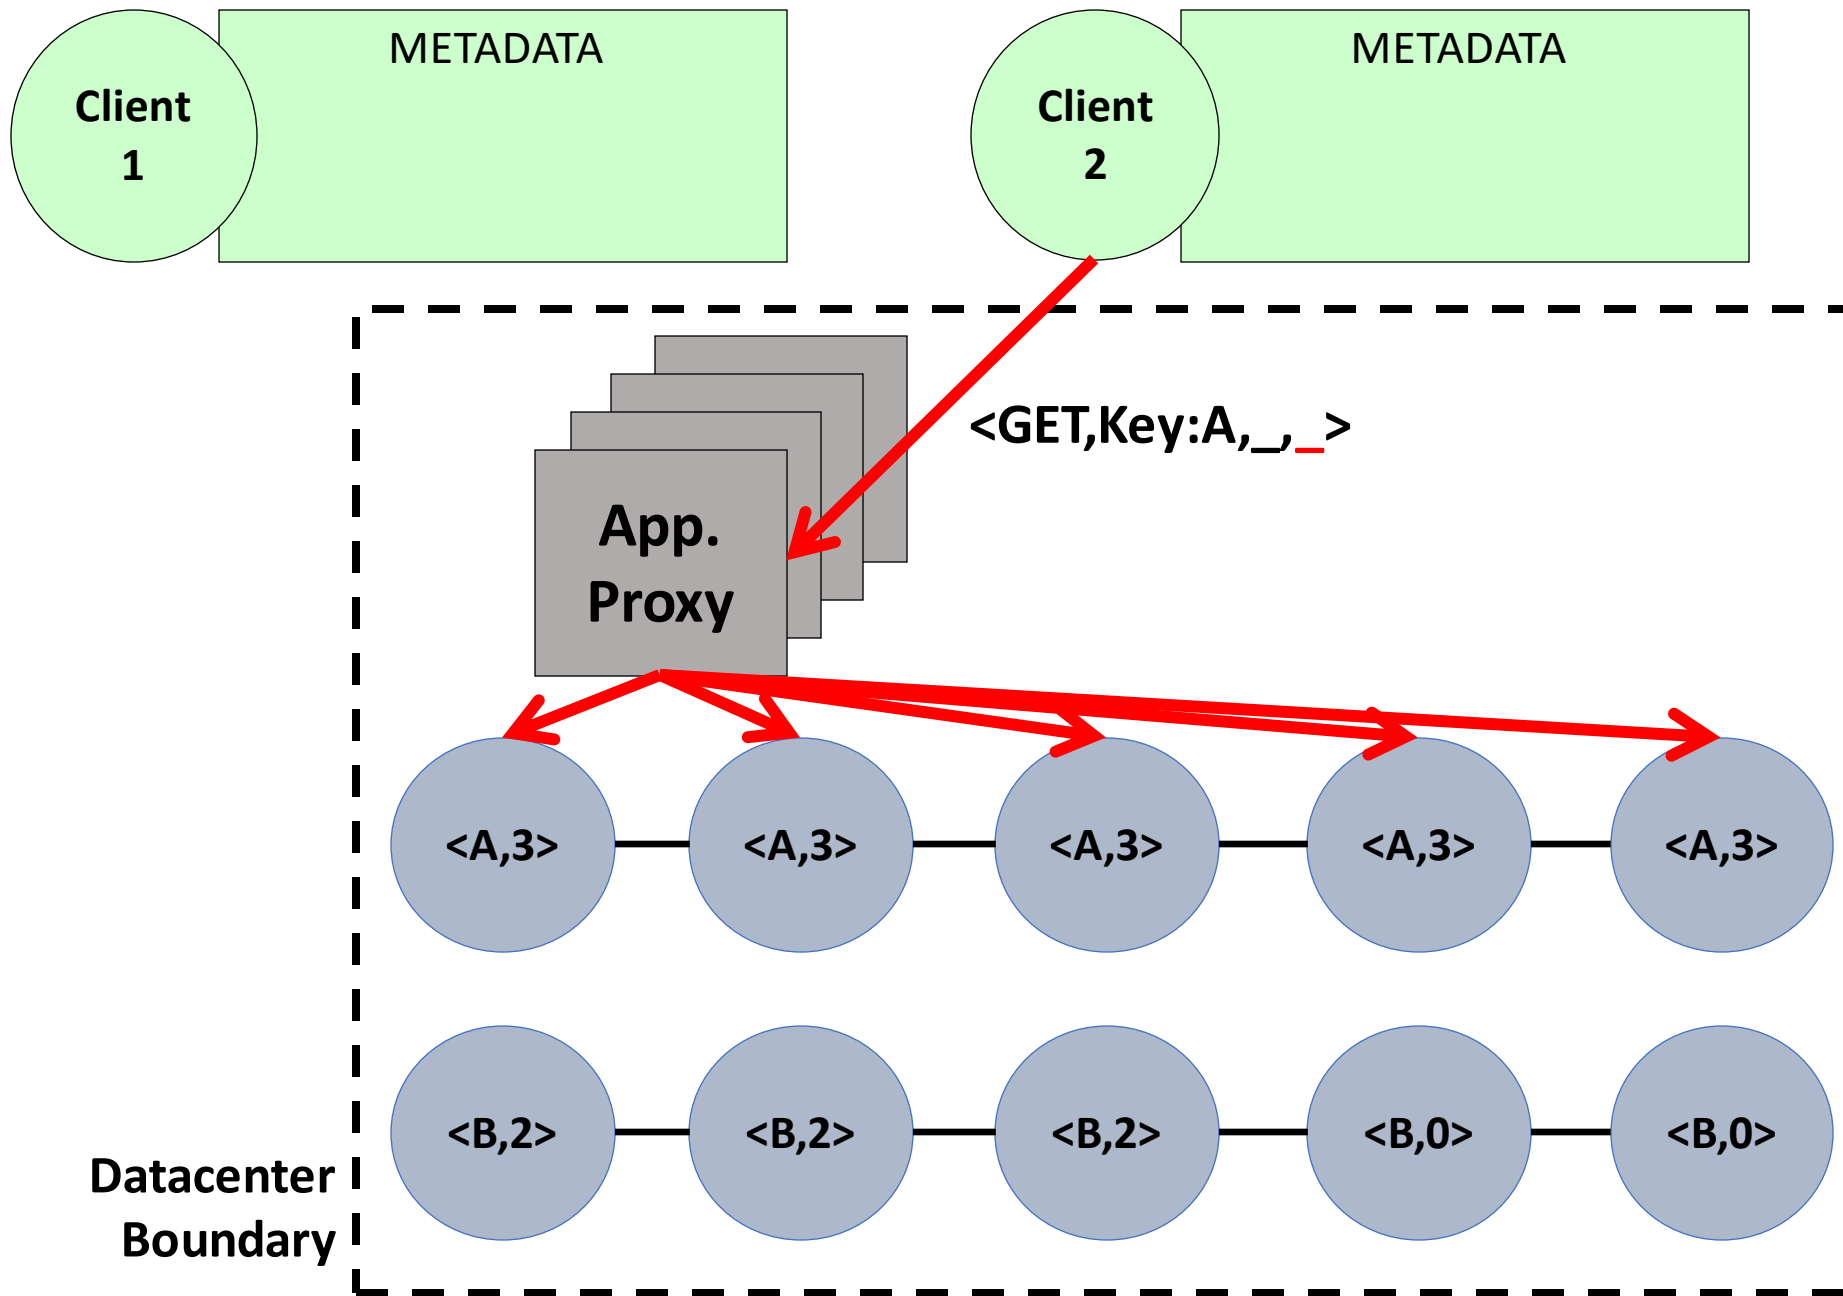 METADATA
Client
1
METADATA
Client
2
<GET,Key:A,_,_>
App.
Proxy
<A,3>
<A,3>
<A,3>
<A,3>
<A,3>
<B,2>
<B,2>
<B,2>
<B,0>
<B,0>
Datacenter
Boundary